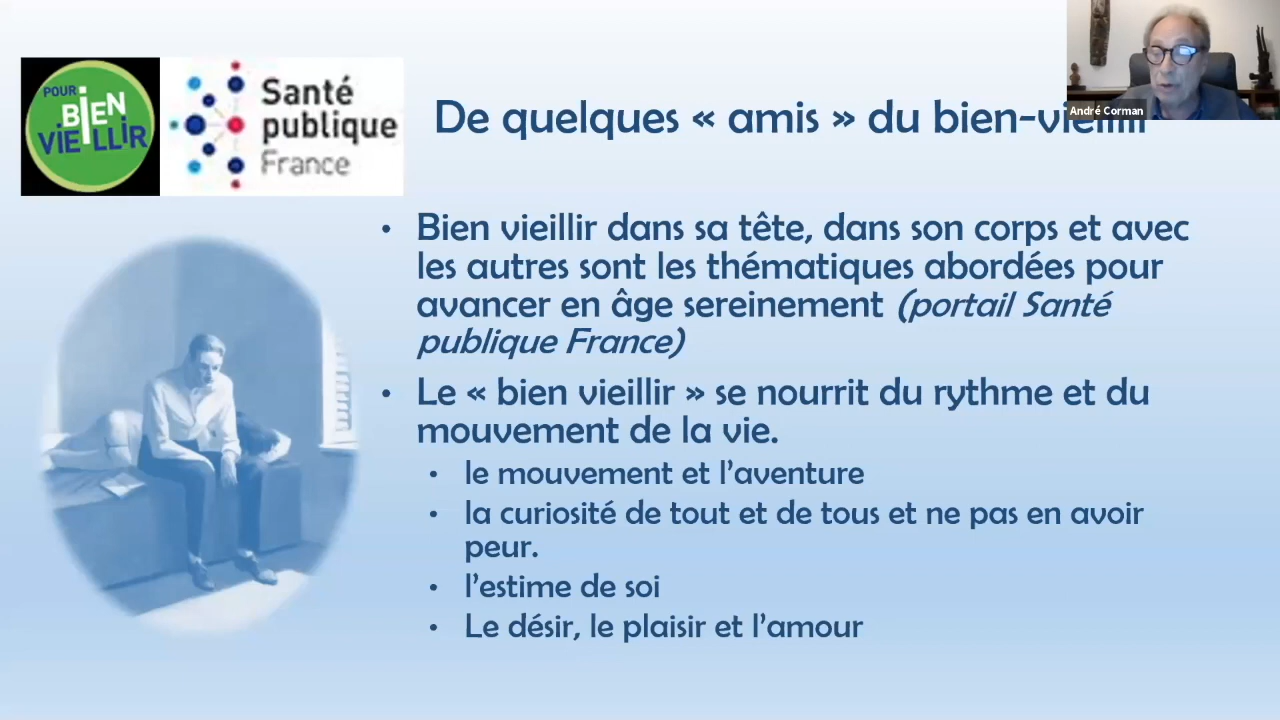 POUR
BIEN
VIEILLIR
Santé
publique
France
De quelques « amis » du bien-vieillir
André Corman
• Bien vieillir dans sa tête, dans son corps et avec
les autres sont les thématiques abordées pour
avancer en âge sereinement (portail Santé
publique France)
• Le « bien vieillir » se nourrit du rythme et du
mouvement de la vie.
• le mouvement et l’aventure
• la curiosité de tout et de tous et ne pas en avoir
peur.
• l’estime de soi
• Le désir, le plaisir et l’amour